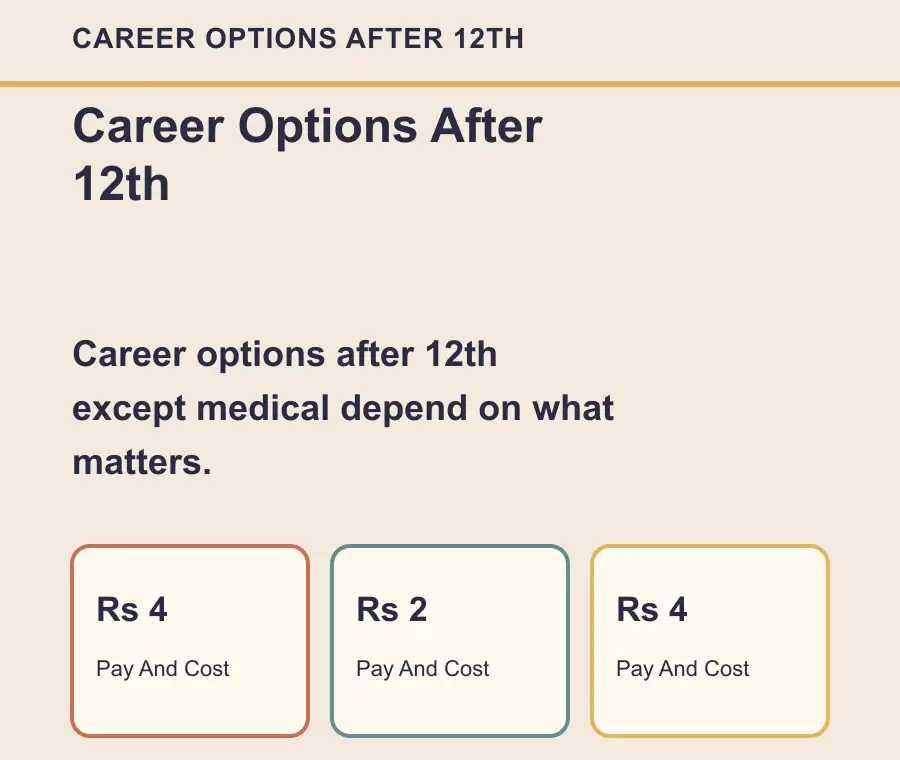 CAREER OPTIONS AFTER 12TH
Career Options After
12th
Career options after 12th
except medical depend on what
matters.
Rs 4
Pay And Cost
Rs 2
Pay And Cost
Rs 4
Pay And Cost